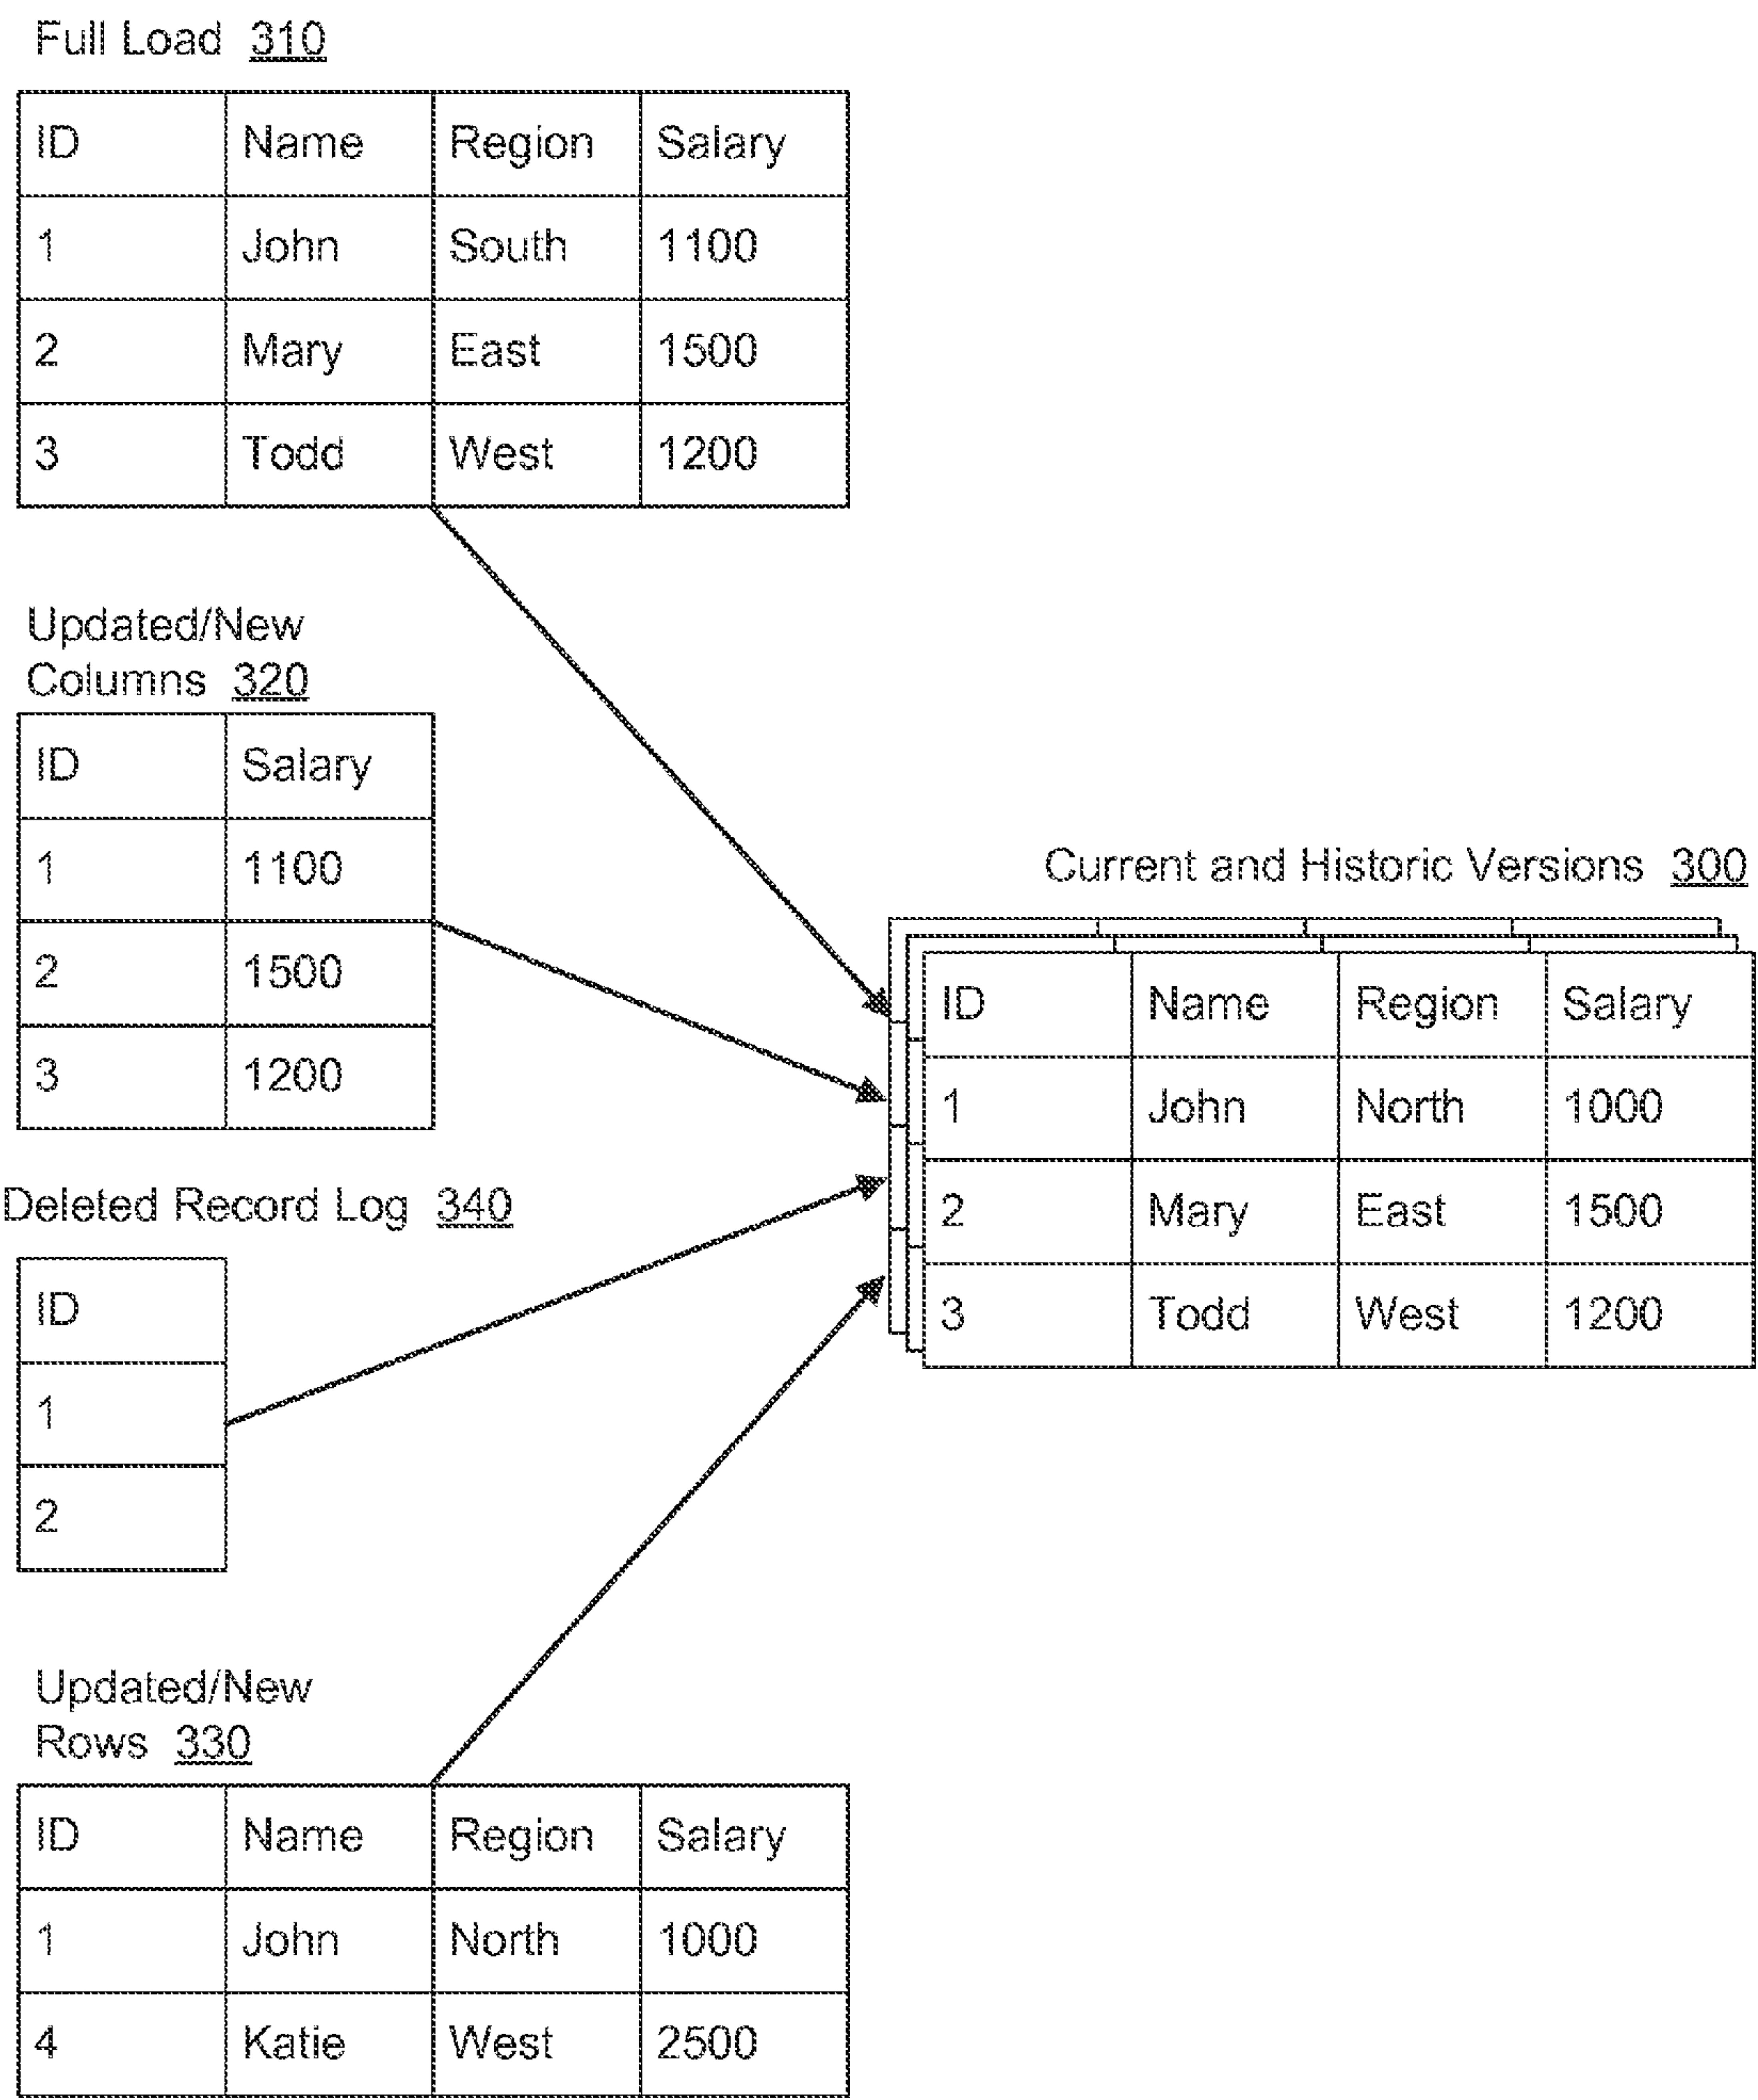 Full Load 310
ID Name Region Salary
1 John South 1100
2 Mary East 1500
3 Todd West 1200
Updated/New
Columns 320
ID Salary
1 1100
2 1500
3 1200
Current and Historic Versions 300
ID Name Region Salary
1 John North 1000
2 Mary East 1500
3 Todd West 1200
Deleted Record Log 340
ID
1
2
Updated/New
Rows 330
ID Name Region Salary
1 John North 1000
4 Katie West 2500